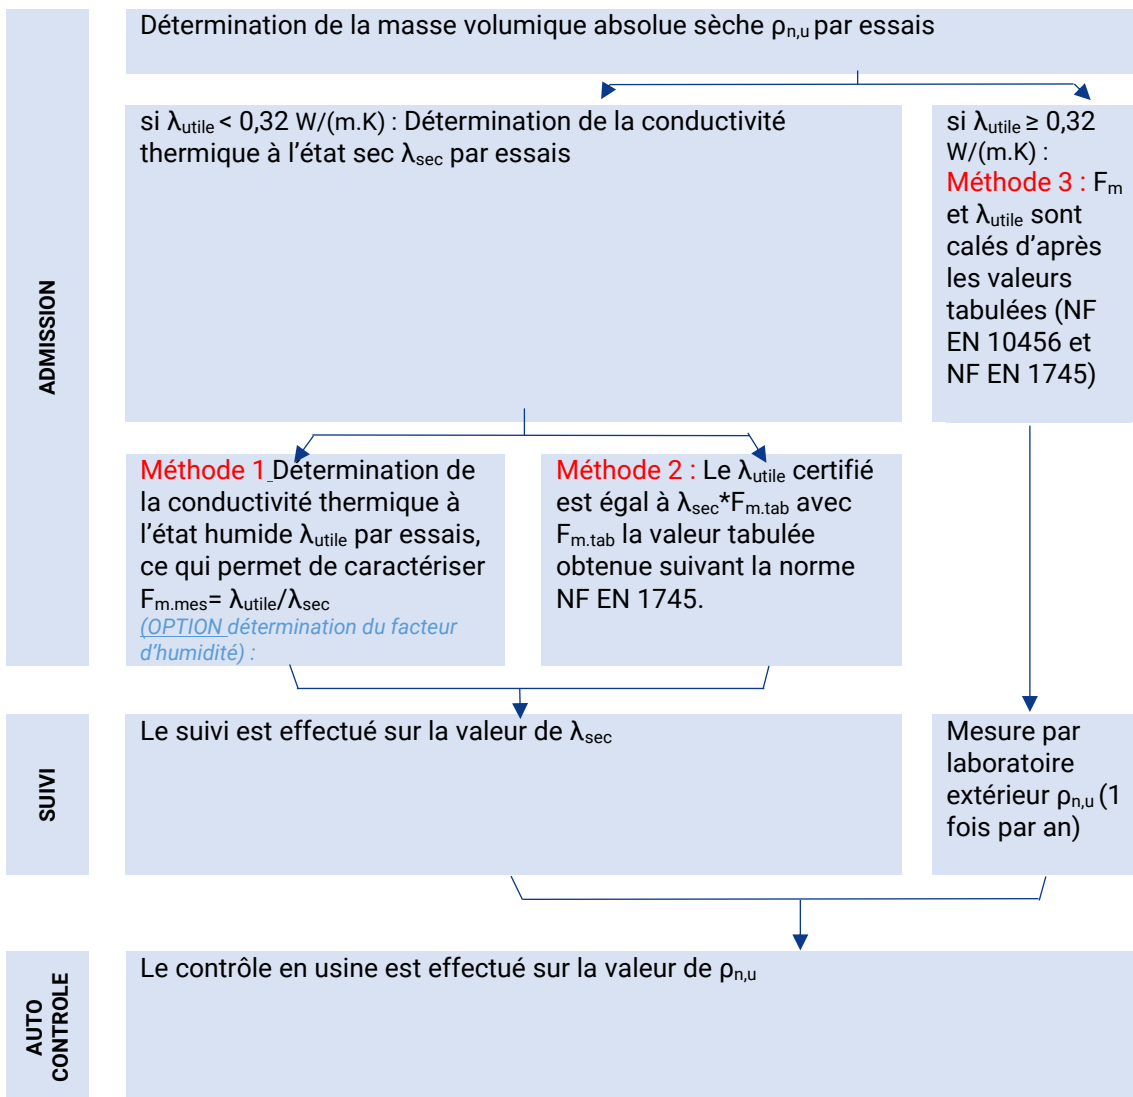 Détermination de la masse volumique absolue sèche ρn,u par essais
ADMISSION
si λutile < 0,32 W/(m.K) : Détermination de la conductivité
thermique à l'état sec λsec par essais
si λutile ≥ 0,32
W/(m.K) :
Méthode 3 : Fm
et λutile sont
calés d'après
les valeurs
tabulées (NF
EN 10456 et
NF EN 1745)
Méthode 1 Détermination de
la conductivité thermique à
l'état humide λutile par essais,
ce qui permet de caractériser
Fm.mes= λutile/λsec
(OPTION détermination du facteur
d'humidité) :
Méthode 2 : Le λutile certifié
est égal à λsec*Fm.tab avec
Fm.tab la valeur tabulée
obtenue suivant la norme
NF EN 1745.
SUIVI
Le suivi est effectué sur la valeur de λsec
Mesure par
laboratoire
extérieur ρn,u (1
fois par an)
AUTO
CONTROLE
Le contrôle en usine est effectué sur la valeur de ρn,u